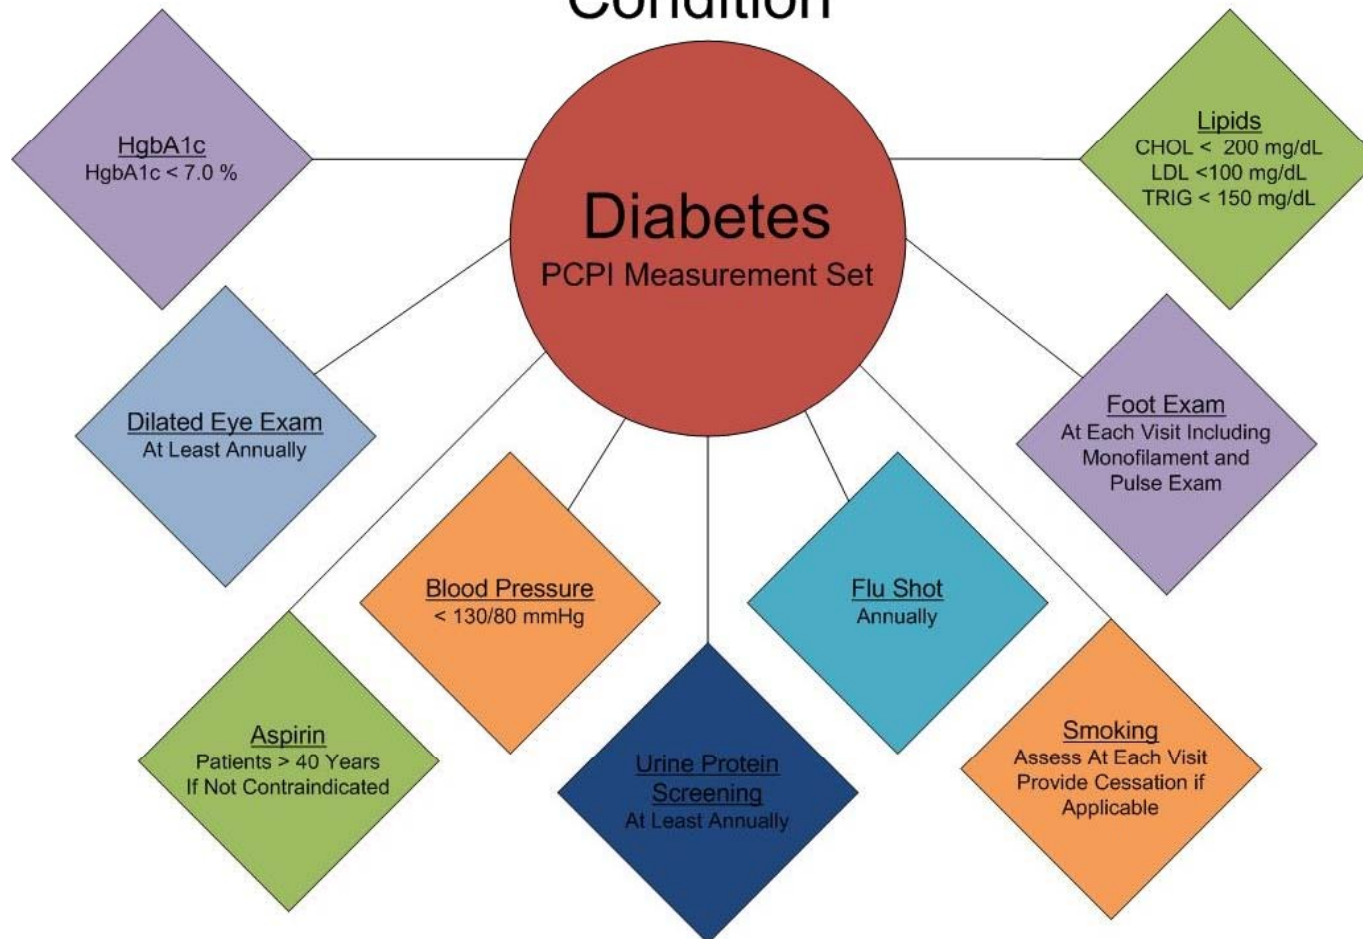 Condition
HgbA1c
HgbA1c < 7.0 %
Diabetes
PCPI Measurement Set
Lipids
CHOL < 200 mg/dL
LDL <100 mg/dL
TRIG < 150 mg/dL
Dilated Eye Exam
At Least Annually
Foot Exam
At Each Visit Including
Monofilament and
Pulse Exam
Blood Pressure
< 130/80 mmHg
Flu Shot
Annually
Aspirin
Patients > 40 Years
If Not Contraindicated
Urine Protein
Screening
At Least Annually
Smoking
Assess At Each Visit
Provide Cessation if
Applicable